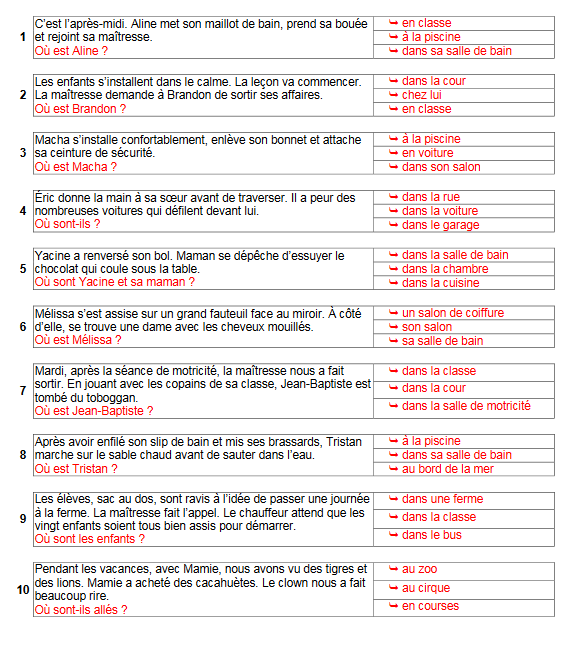 1
C'est l'après-midi. Aline met son maillot de bain, prend sa bouée
et rejoint sa maîtresse.
Où est Aline ?
➥ en classe
➥ à la piscine
➥ dans sa salle de bain
2
Les enfants s'installent dans le calme. La leçon va commencer.
La maîtresse demande à Brandon de sortir ses affaires.
Où est Brandon ?
➥ dans la cour
➥ chez lui
➥ en classe
3
Macha s'installe confortablement, enlève son bonnet et attache
sa ceinture de sécurité.
Où est Macha ?
➥ à la piscine
➥ en voiture
➥ dans son salon
4
Éric donne la main à sa sœur avant de traverser. Il a peur des
nombreuses voitures qui défilent devant lui.
Où sont-ils ?
➥ dans la rue
➥ dans la voiture
➥ dans le garage
5
Yacine a renversé son bol. Maman se dépêche d'essuyer le
chocolat qui coule sous la table.
Où sont Yacine et sa maman ?
➥ dans la salle de bain
➥ dans la chambre
➥ dans la cuisine
6
Mélissa s'est assise sur un grand fauteuil face au miroir. À côté
d'elle, se trouve une dame avec les cheveux mouillés.
Où est Mélissa ?
➥ un salon de coiffure
➥ son salon
➥ sa salle de bain
7
Mardi, après la séance de motricité, la maîtresse nous a fait
sortir. En jouant avec les copains de sa classe, Jean-Baptiste est
tombé du toboggan.
Où est Jean-Baptiste ?
➥ dans la classe
➥ dans la cour
➥ dans la salle de motricité
8
Après avoir enfilé son slip de bain et mis ses brassards, Tristan
marche sur le sable chaud avant de sauter dans l'eau.
Où est Tristan ?
➥ à la piscine
➥ dans sa salle de bain
➥ au bord de la mer
9
Les élèves, sac au dos, sont ravis à l'idée de passer une journée
à la ferme. La maîtresse fait l'appel. Le chauffeur attend que les
vingt enfants soient tous bien assis pour démarrer.
Où sont les enfants ?
➥ dans une ferme
➥ dans la classe
➥ dans le bus
10
Pendant les vacances, avec Mamie, nous avons vu des tigres et
des lions. Mamie a acheté des cacahuètes. Le clown nous a fait
beaucoup rire.
Où sont-ils allés ?
➥ au zoo
➥ au cirque
➥ en courses